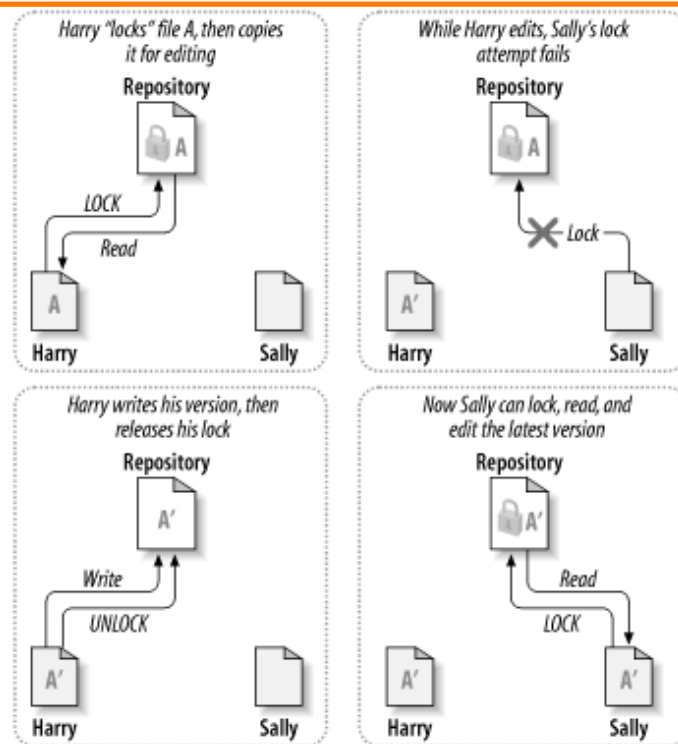 Harry “locks” file A, then copies
it for editing
Repository
A
LOCK
Read
A
Harry
Sally
While Harry edits, Sally’s lock
attempt fails
Repository
A
Lock
A′
Harry
Sally
Harry writes his version, then
releases his lock
Repository
A′
Write
UNLOCK
A′
Harry
Sally
Now Sally can lock, read, and
edit the latest version
Repository
A′
Read
LOCK
A′
A′
Harry
Sally